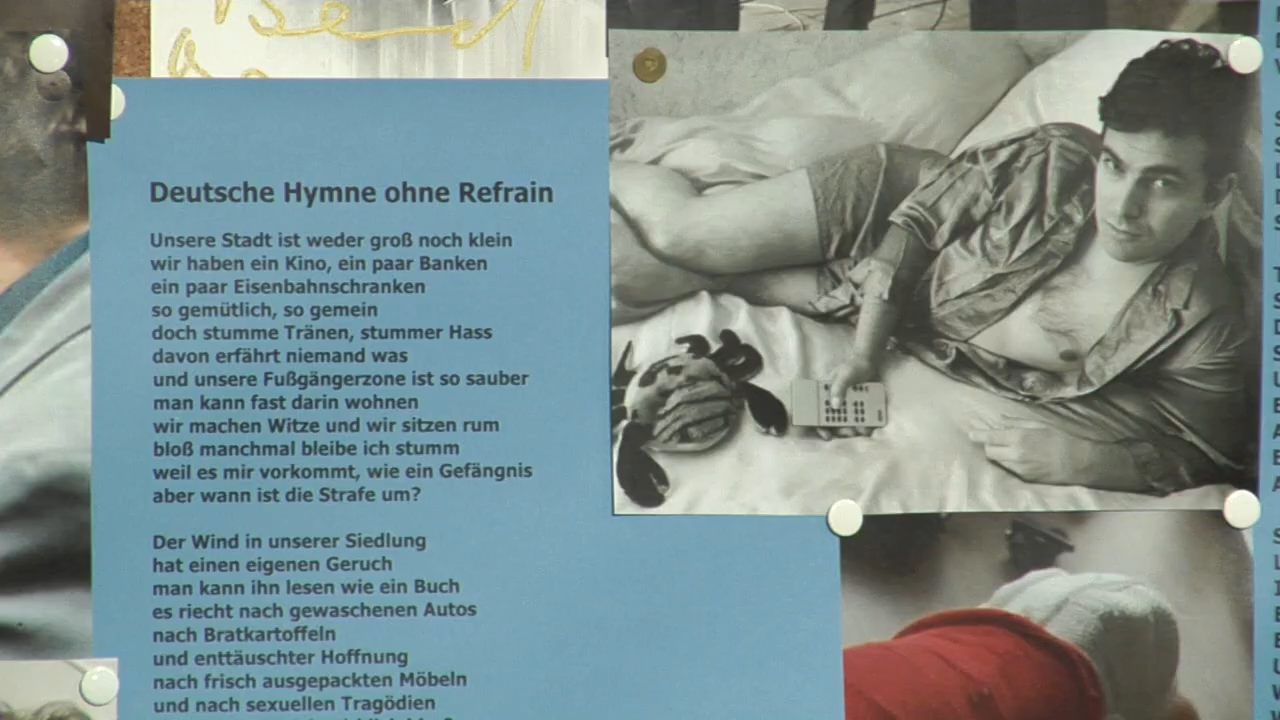 Deutsche Hymne ohne Refrain
Unsere Stadt ist weder groß noch klein
wir haben ein Kino, ein paar Banken
ein paar Eisenbahnschranken
so gemütlich, so gemein
doch stumme Tränen, stummer Hass
davon erfährt niemand was
und unsere Fußgängerzone ist so sauber
man kann fast darin wohnen
wir machen Witze und wir sitzen rum
bloß manchmal bleibe ich stumm
weil es mir vorkommt, wie ein Gefängnis
aber wann ist die Strafe um?
Der Wind in unserer Siedlung
hat einen eigenen Geruch
man kann ihn lesen wie ein Buch
es riecht nach gewaschenen Autos
nach Bratkartoffeln
und enttäuschter Hoffnung
nach frisch ausgepackten Möbeln
und nach sexuellen Tragödien